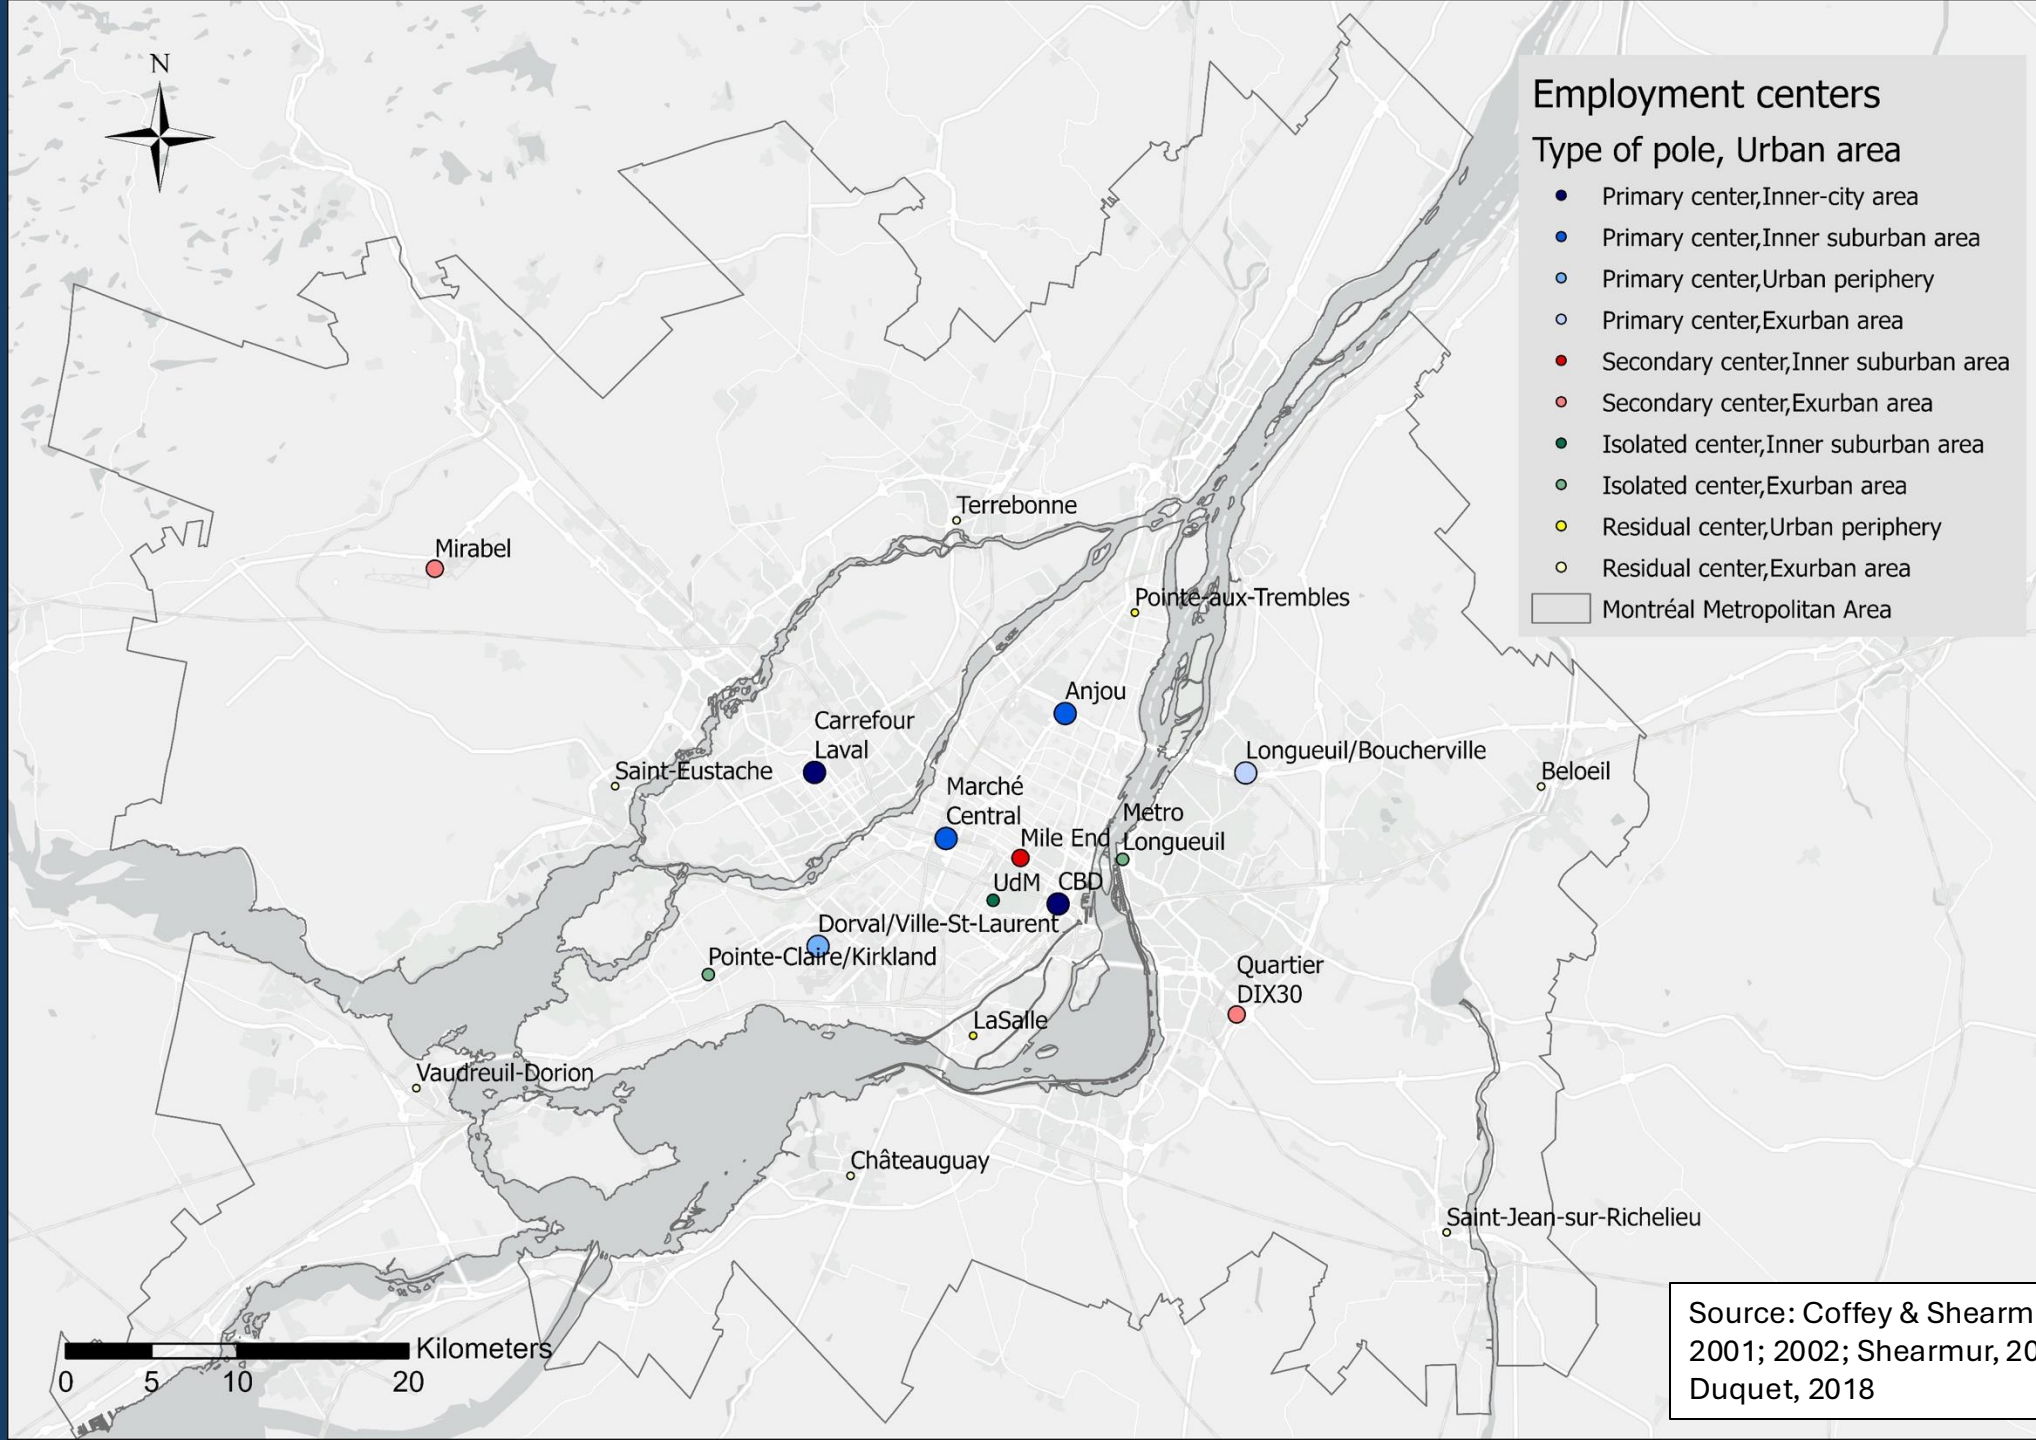 N
Employment centers
Type of pole, Urban area
Primary center,Inner-city area
Primary center,Inner suburban area
Primary center,Urban periphery
Primary center,Exurban area
Secondary center,Inner suburban area
Secondary center,Exurban area
Isolated center,Inner suburban area
Isolated center,Exurban area
Residual center,Urban periphery
Residual center,Exurban area
Montréal Metropolitan Area
Terrebonne
Mirabel
Pointe-aux-Trembles
Anjou
Carrefour
Laval
Longueuil/Boucherville
Saint-Eustache
Beloeil
Marché
Central
Metro
Longueuil
Mile End
UdM
CBD
Dorval/Ville-St-Laurent
Pointe-Claire/Kirkland
Quartier
DIX30
LaSalle
Vaudreuil-Dorion
Châteauguay
Saint-Jean-sur-Richelieu
Kilometers
0 5 10 20
Source: Coffey & Shearm
2001; 2002; Shearmur, 20
Duquet, 2018